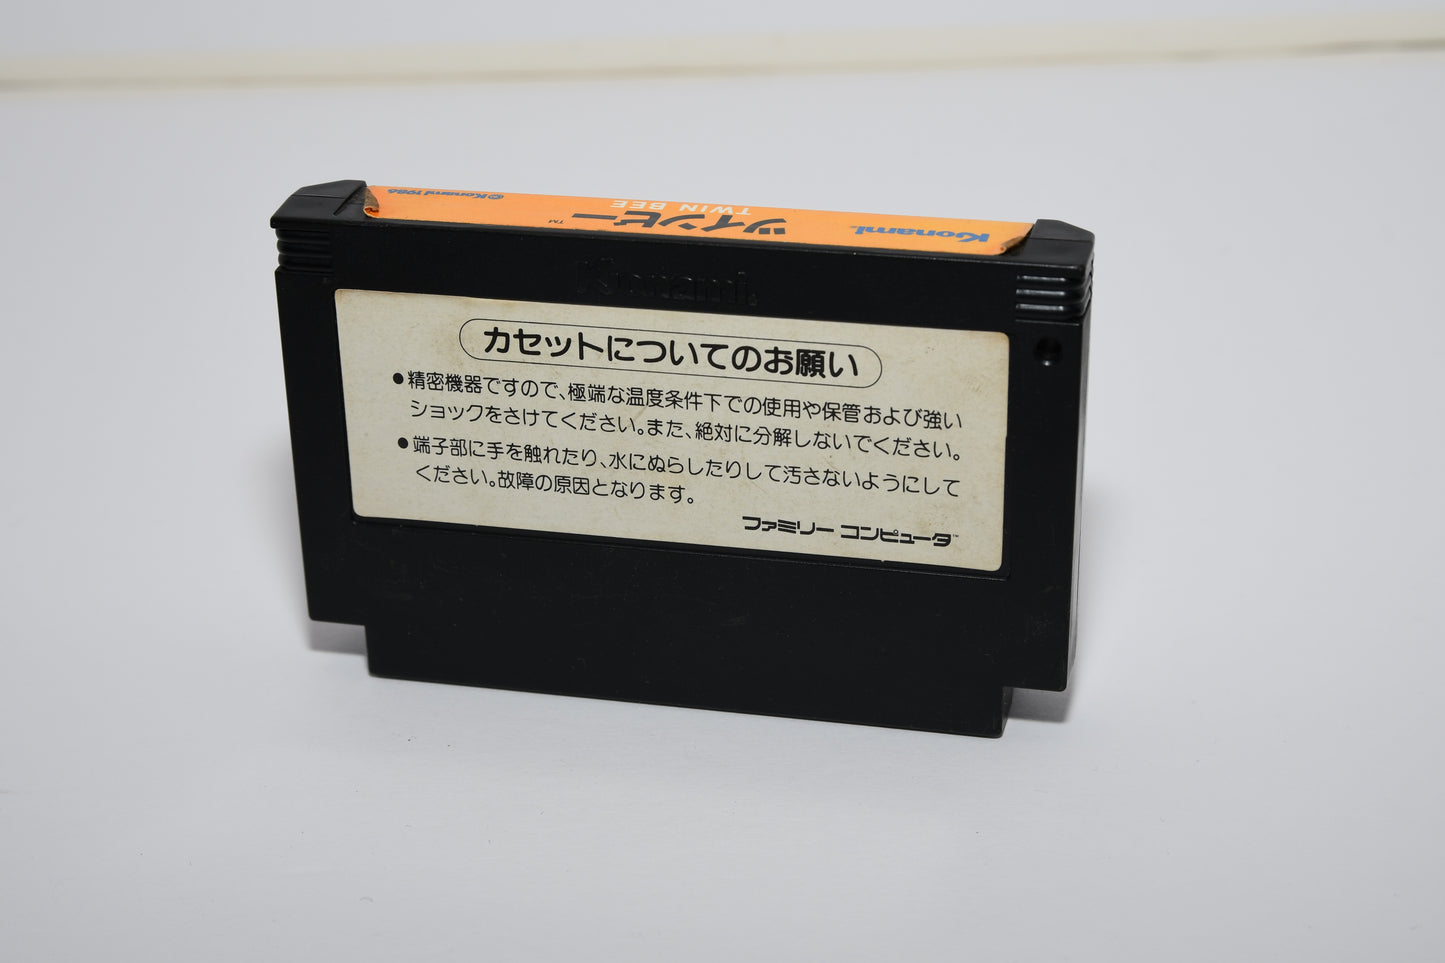 ©Konami 1986
ツインビー™
TWIN BEE
Konami
Konami
カセットについてのお願い
●精密機器ですので、極端な温度条件下での使用や保管および強い
ショックをさけてください。また、絶対に分解しないでください。
●端子部に手を触れたり、水にぬらしたりして汚さないようにして
ください。故障の原因となります。
ファミリー コンピュータ™